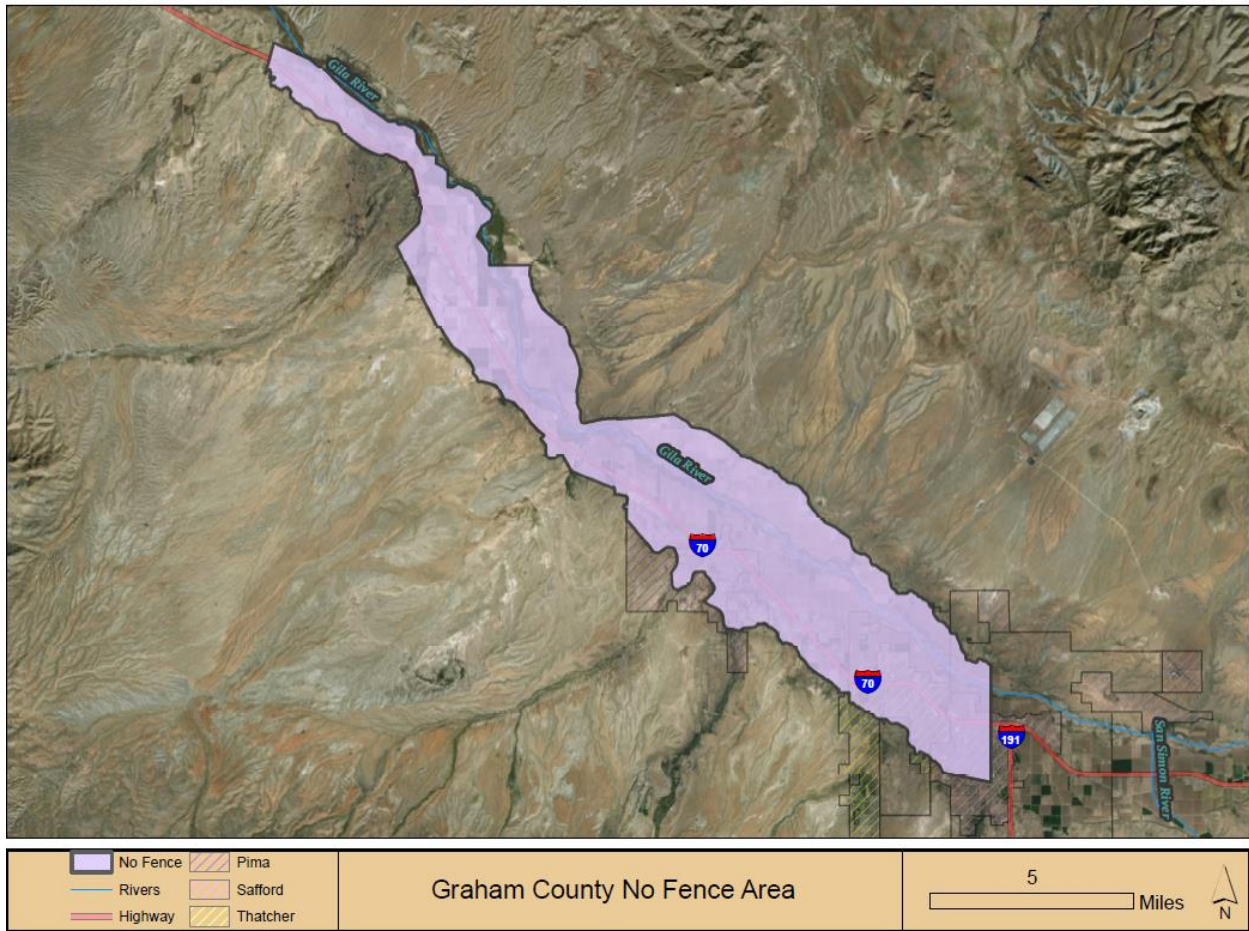 Gila River
Gila River
70
70
191
San Simon River
No Fence
Pima
Rivers
Safford
Highway
Thatcher
Graham County No Fence Area
5
Miles
N